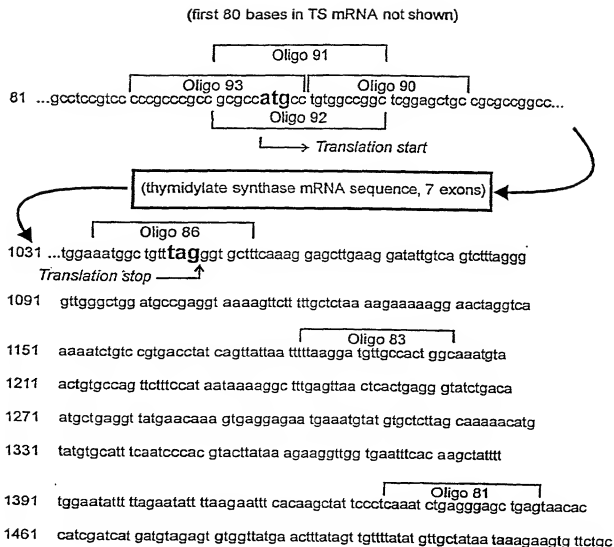 (first 80 bases in TS mRNA not shown)
Oligo 91
Oligo 93 Oligo 90
81 ...gcctccgtcc cccgcccgcc gcgccatgcc tgtggccggc tcggagctgc cgcgccggcc...
Oligo 92
Translation start
(thymidylate synthase mRNA sequence, 7 exons)
Oligo 86
1031 ...tggaaatggc tgttttagggt gctttcaaag gagcttgaag gatattgtca gtctttaggg
Translation stop
1091 gttgggctgg atgccgaggt aaaagttctt tttgctctaa aagaaaaagg aactaggtca
Oligo 83
1151 aaaatctgtc cgtgacctat cagttattaa tttttaagga tgttgccact ggcaaatgta
1211 actgtgccag ttctttccat aataaaaggc tttgagttaa ctcactgagg gtatctgaca
1271 atgctgaggt tatgaacaaa gtgaggagaa tgaaatgtat gtgctcttag caaaaacatg
1331 tatgtgcatt tcaatcccac gtacttataa agaaggttgg tgaatttcac aagctatttt
Oligo 81
1391 tggaatattt ttagaatatt ttaagaattt cacaagctat tccctcaaat ctgagggagc tgagtaacac
1461 catcgatcat gatgtagagt gtggttatga actttatagt tgttttatat gttgctataa taaagaagtg ttctgc